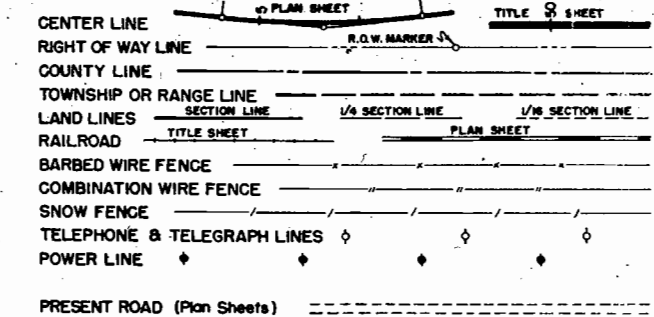 PLAN SHEET
TITLE SHEET
CENTER LINE
R.O.W. MARKER
RIGHT OF WAY LINE
COUNTY LINE
TOWNSHIP OR RANGE LINE
LAND LINES SECTION LINE 1/4 SECTION LINE 1/16 SECTION LINE
RAILROAD TITLE SHEET PLAN SHEET
BARBED WIRE FENCE
COMBINATION WIRE FENCE
SNOW FENCE
TELEPHONE & TELEGRAPH LINES
POWER LINE
PRESENT ROAD (Plan Sheets)